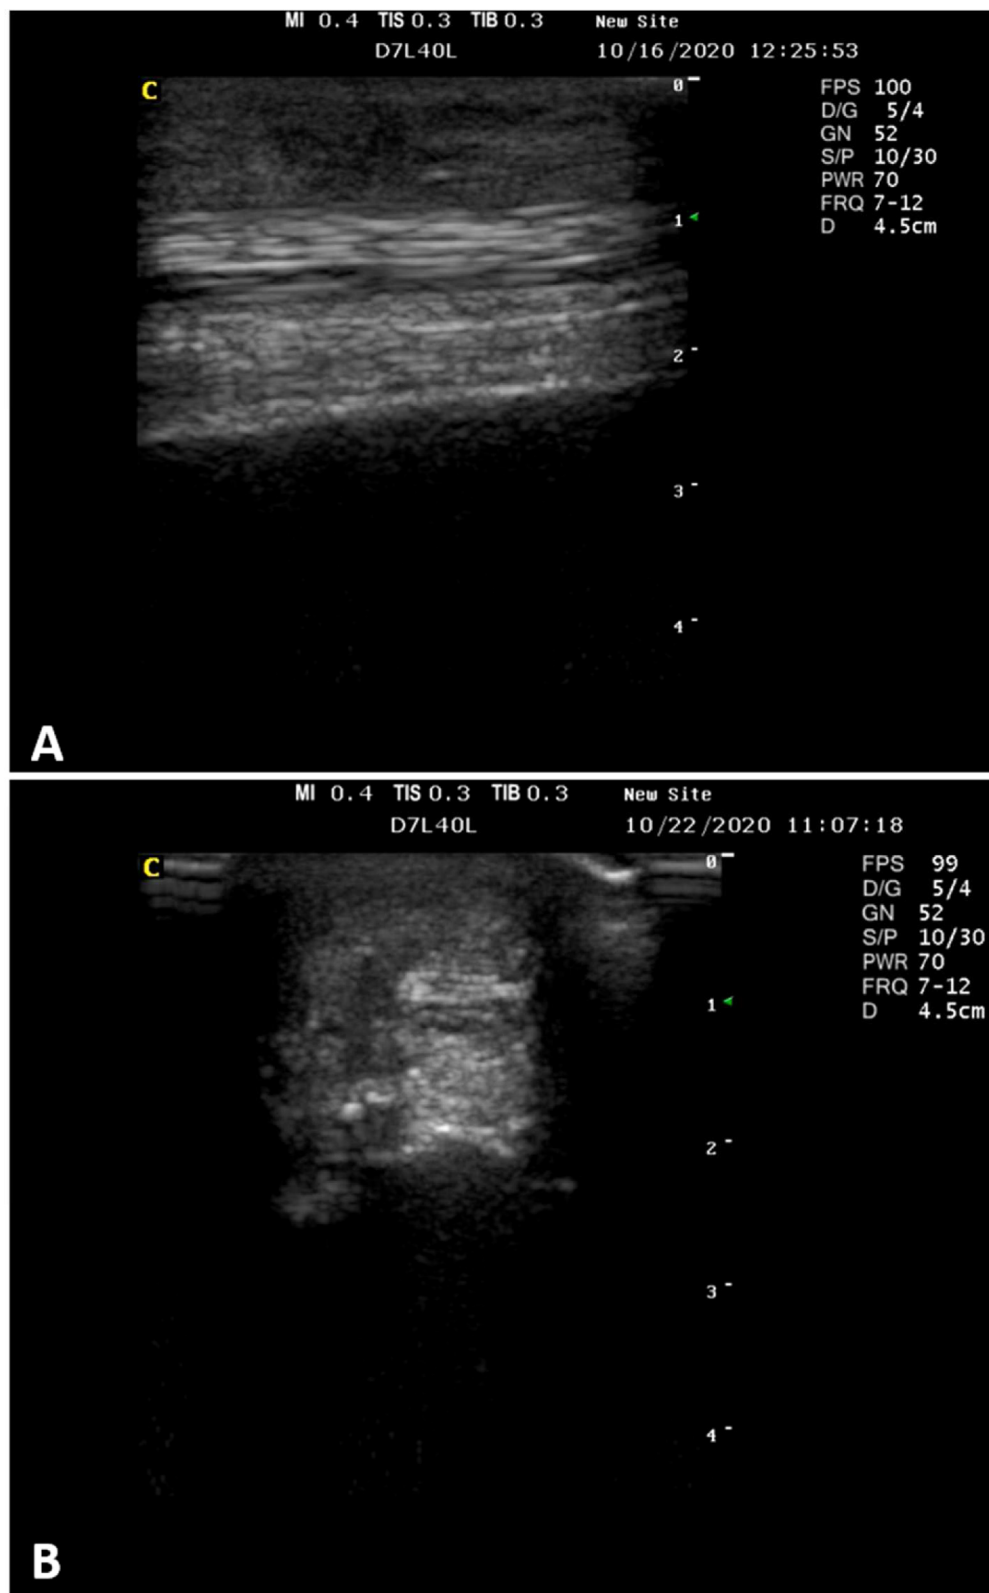 MI 0.4 TIS 0.3 TIB 0.3 New Site
D7L40L 10/16/2020 12:25:53
C
0
FPS 100
D/G 5/4
GN 52
S/P 10/30
PWR 70
FRQ 7-12
D 4.5cm
1
2
3
4
A
MI 0.4 TIS 0.3 TIB 0.3 New Site
D7L40L 10/22/2020 11:07:18
C
0
FPS 99
D/G 5/4
GN 52
S/P 10/30
PWR 70
FRQ 7-12
D 4.5cm
1
2
3
4
B